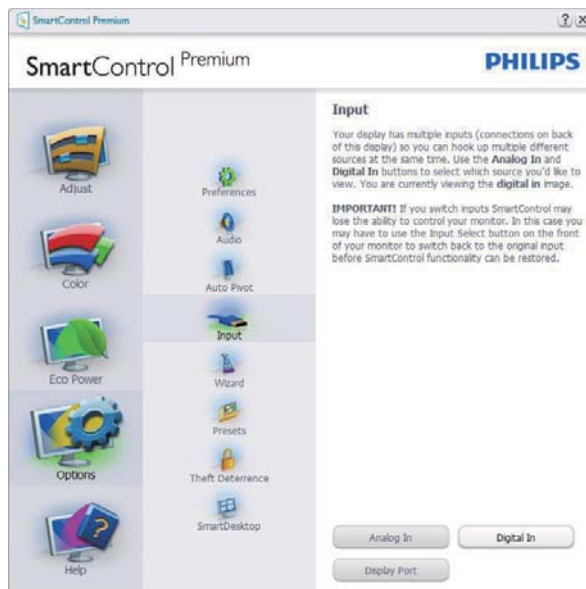 SmartControl Premium
? X
SmartControl Premium
PHILIPS
Adjust
Color
Eco Power
Options
Help
Preferences
Audio
Auto Pivot
Input
Wizard
Presets
Theft Deterrence
SmartDesktop
Input
Your display has multiple inputs (connections on back
of this display) so you can hook up multiple different
sources at the same time. Use the Analog In and
Digital In buttons to select which source you'd like to
view. You are currently viewing the digital in image.
IMPORTANT! If you switch inputs SmartControl may
lose the ability to control your monitor. In this case you
may have to use the Input Select button on the front
of your monitor to switch back to the original input
before SmartControl functionality can be restored.
Analog In
Digital In
Display Port